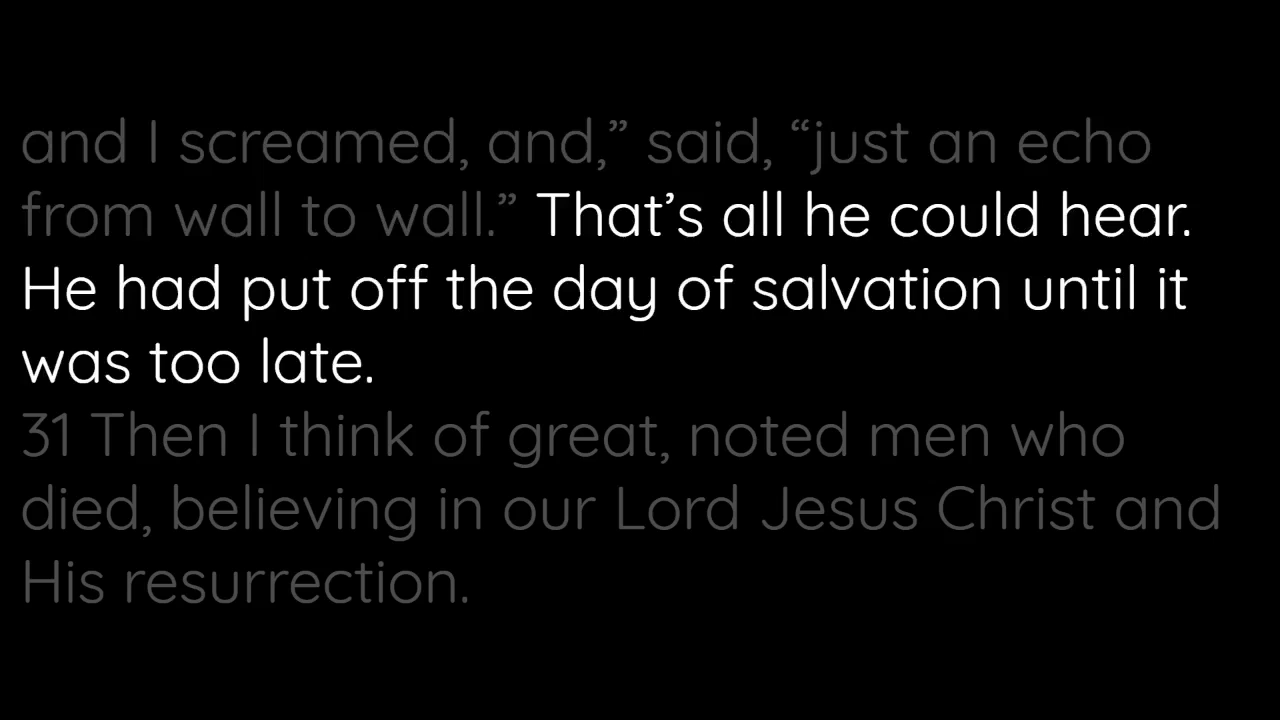 and I screamed, and,” said, “just an echo
from wall to wall.” That’s all he could hear.
He had put off the day of salvation until it
was too late.
31 Then I think of great, noted men who
died, believing in our Lord Jesus Christ and
His resurrection.